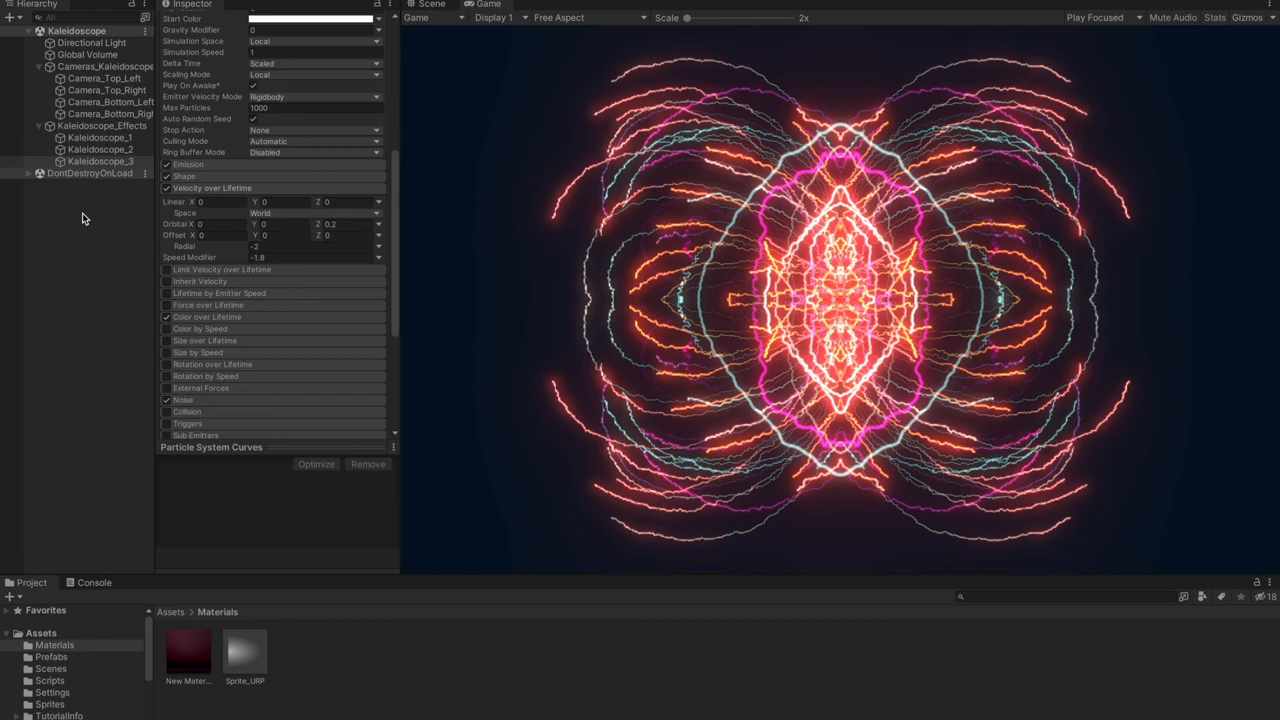 Hierarchy
All
Kaleidoscope
Directional Light
Global Volume
Cameras_Kaleidoscope
Camera_Top_Left
Camera_Top_Right
Camera_Bottom_Left
Camera_Bottom_Righ
Kaleidoscope_Effects
Kaleidoscope_1
Kaleidoscope_2
Kaleidoscope_3
DontDestroyOnLoad
Inspector
Start Color
Gravity Modifier 0
Simulation Space Local
Simulation Speed 1
Delta Time Scaled
Scaling Mode Local
Play On Awake*
Emitter Velocity Mode Rigidbody
Max Particles 1000
Auto Random Seed
Stop Action None
Culling Mode Automatic
Ring Buffer Mode Disabled
Emission
Shape
Velocity over Lifetime
Linear X 0 Y 0 Z 0
Space World
Orbital X 0 Y 0 Z 0.2
Offset X 0 Y 0 Z 0
Radial -2
Speed Modifier -1.8
Limit Velocity over Lifetime
Inherit Velocity
Lifetime by Emitter Speed
Force over Lifetime
Color over Lifetime
Color by Speed
Size over Lifetime
Size by Speed
Rotation over Lifetime
Rotation by Speed
External Forces
Noise
Collision
Triggers
Sub Emitters
Particle System Curves
Optimize Remove
Scene Game
Game Display 1 Free Aspect Scale 2x Play Focused Mute Audio Stats Gizmos
Project Console
18
Favorites
Assets
Materials
Prefabs
Scenes
Scripts
Settings
Sprites
TutorialInfo
Assets > Materials
New Mater... Sprite_URP